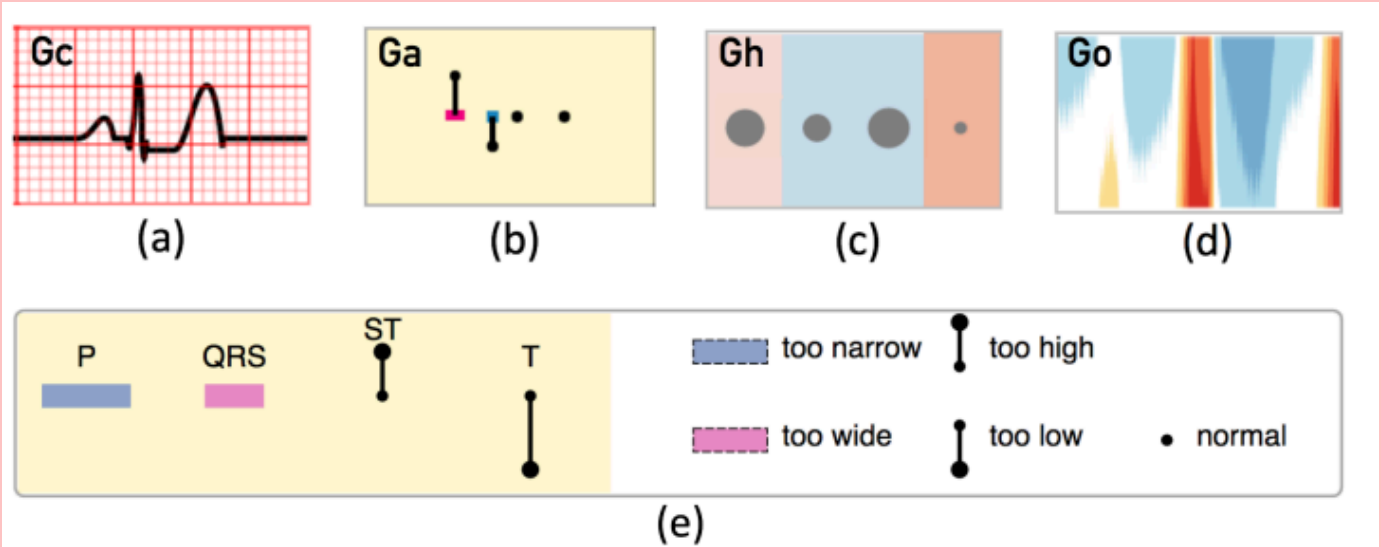 Gc
Ga
Gh
Go
(a)
(b)
(c)
(d)
P
QRS
ST
T
too narrow
too high
too wide
too low
normal
(e)